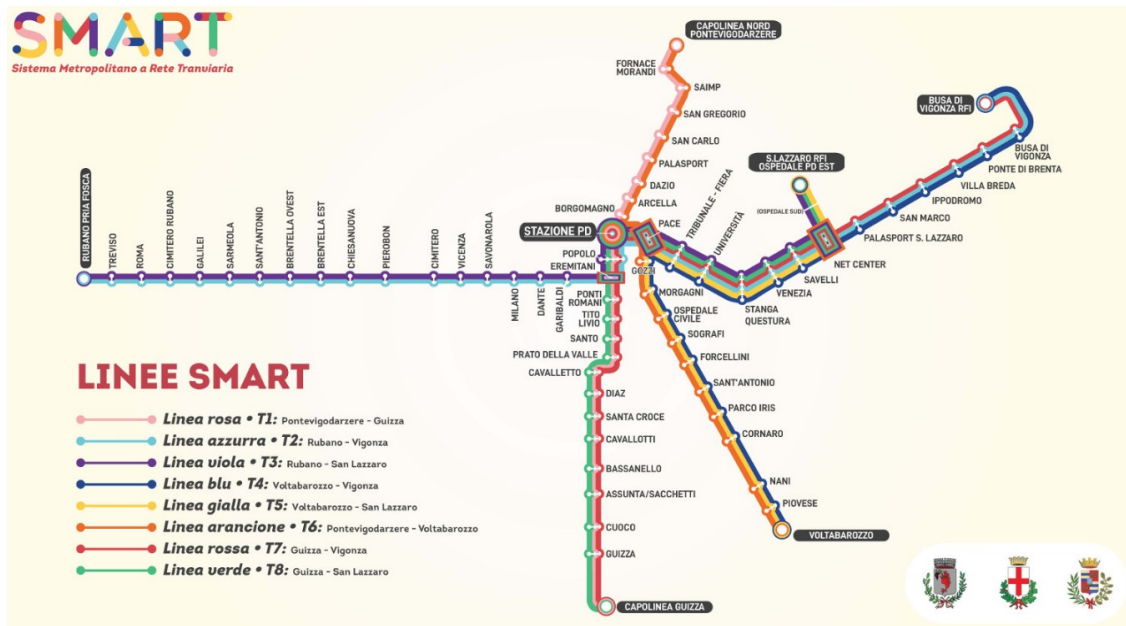 SMART
Sistema Metropolitano a Rete Tranviaria
CAPOLINEA NORD
PONTEVIGODARZERE
FORNACE
MORANDI
SAIMP
SAN GREGORIO
SAN CARLO
PALASPORT
DAZIO
ARCELLA
BORGOMAGNO
STAZIONE PD
POPOLO
EREMITANI
BUSA DI
VIGONZA RFI
BUSA DI
VIGONZA
PONTE DI BRENTA
VILLA BREDA
IPPODROMO
SAN MARCO
PALASPORT S. LAZZARO
NET CENTER
S.LAZZARO RFI
OSPEDALE PD EST
(OSPEDALE SUD)
PACE
TRIBUNALE - FIERA
UNIVERSITÀ
SAVELLI
VENEZIA
STANGA
QUESTURA
RUBANO PRIA FOSCA
TREVISO
ROMA
CIMITERO RUBANO
GALILEI
SARMEOLA
SANT'ANTONIO
BRENTELLA OVEST
BRENTELLA EST
CHIESANUOVA
PIEROBON
CIMITERO
VICENZA
SAVONAROLA
MILANO
DANTE
GARIBALDI
PONTI
ROMANI
TITO
LIVIO
SANTO
PRATO DELLA VALLE
CAVALLETTO
DIAZ
SANTA CROCE
CAVALLOTTI
BASSANELLO
ASSUNTA/SACCHETTI
CUOCO
GUIZZA
CAPOLINEA GUIZZA
GOZZI
MORGAGNI
OSPEDALE
CIVILE
SOGRAFI
FORCELLINI
SANT'ANTONIO
PARCO IRIS
CORNARO
NANI
PIOVESE
VOLTABAROZZO
LINEE SMART
Linea rosa • T1: Pontevigodarzere - Guizza
Linea azzurra • T2: Rubano - Vigonza
Linea viola • T3: Rubano - San Lazzaro
Linea blu • T4: Voltabarozzo - Vigonza
Linea gialla • T5: Voltabarozzo - San Lazzaro
Linea arancione • T6: Pontevigodarzere - Voltabarozzo
Linea rossa • T7: Guizza - Vigonza
Linea verde • T8: Guizza - San Lazzaro